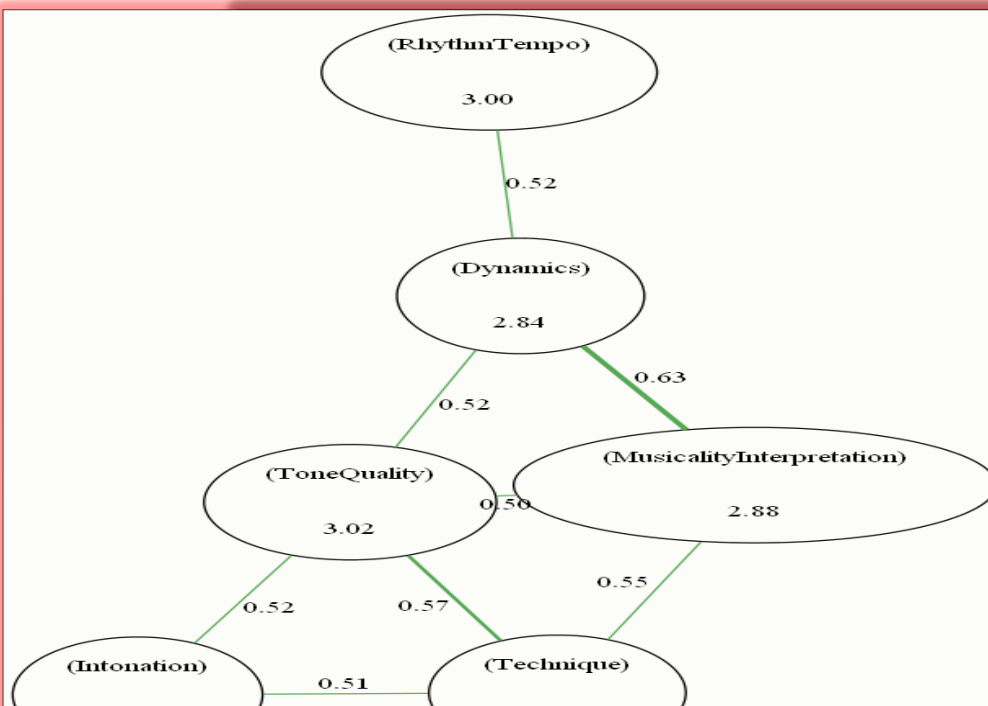 (RhythmTempo)
3.00
0.52
(Dynamics)
2.84
0.63
0.52
(MusicalityInterpretation)
(ToneQuality)
0.50
2.88
3.02
0.55
0.52
0.57
(Intonation)
(Technique)
0.51